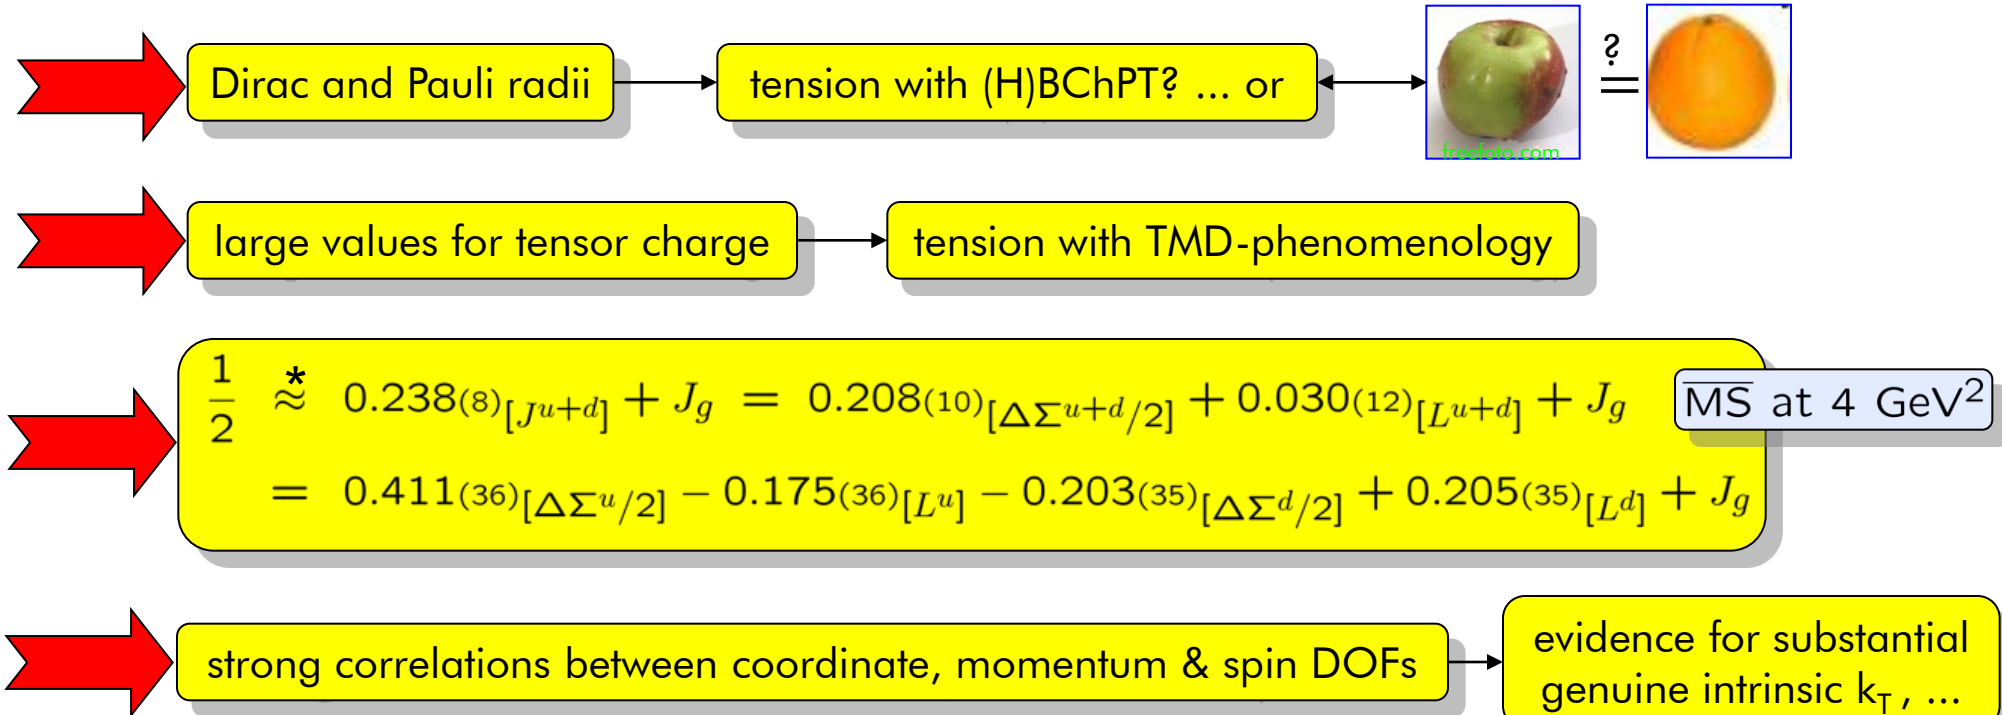 Dirac and Pauli radii
tension with (H)BChPT? ... or
?
=
freefoto.com
large values for tensor charge
tension with TMD-phenomenology
1/2 ≈* 0.238(8)[J^{u+d}] + J_g = 0.208(10)[ΔΣ^{u+d}/2] + 0.030(12)[L^{u+d}] + J_g
M̅S̅ at 4 GeV²
= 0.411(36)[ΔΣ^u/2] − 0.175(36)[L^u] − 0.203(35)[ΔΣ^d/2] + 0.205(35)[L^d] + J_g
strong correlations between coordinate, momentum & spin DOFs
evidence for substantial
genuine intrinsic k_T , ...